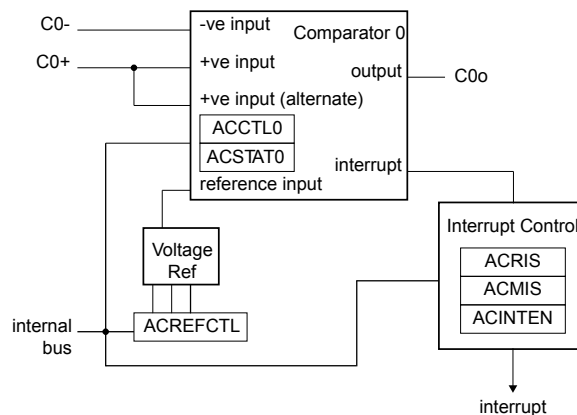 C0-
-ve input
Comparator 0
C0+
+ve input
output
C0o
+ve input (alternate)
ACCTL0
ACSTAT0
interrupt
reference input
Voltage
Ref
Interrupt Control
ACRIS
ACMIS
ACINTEN
internal
bus
ACREFCTL
interrupt